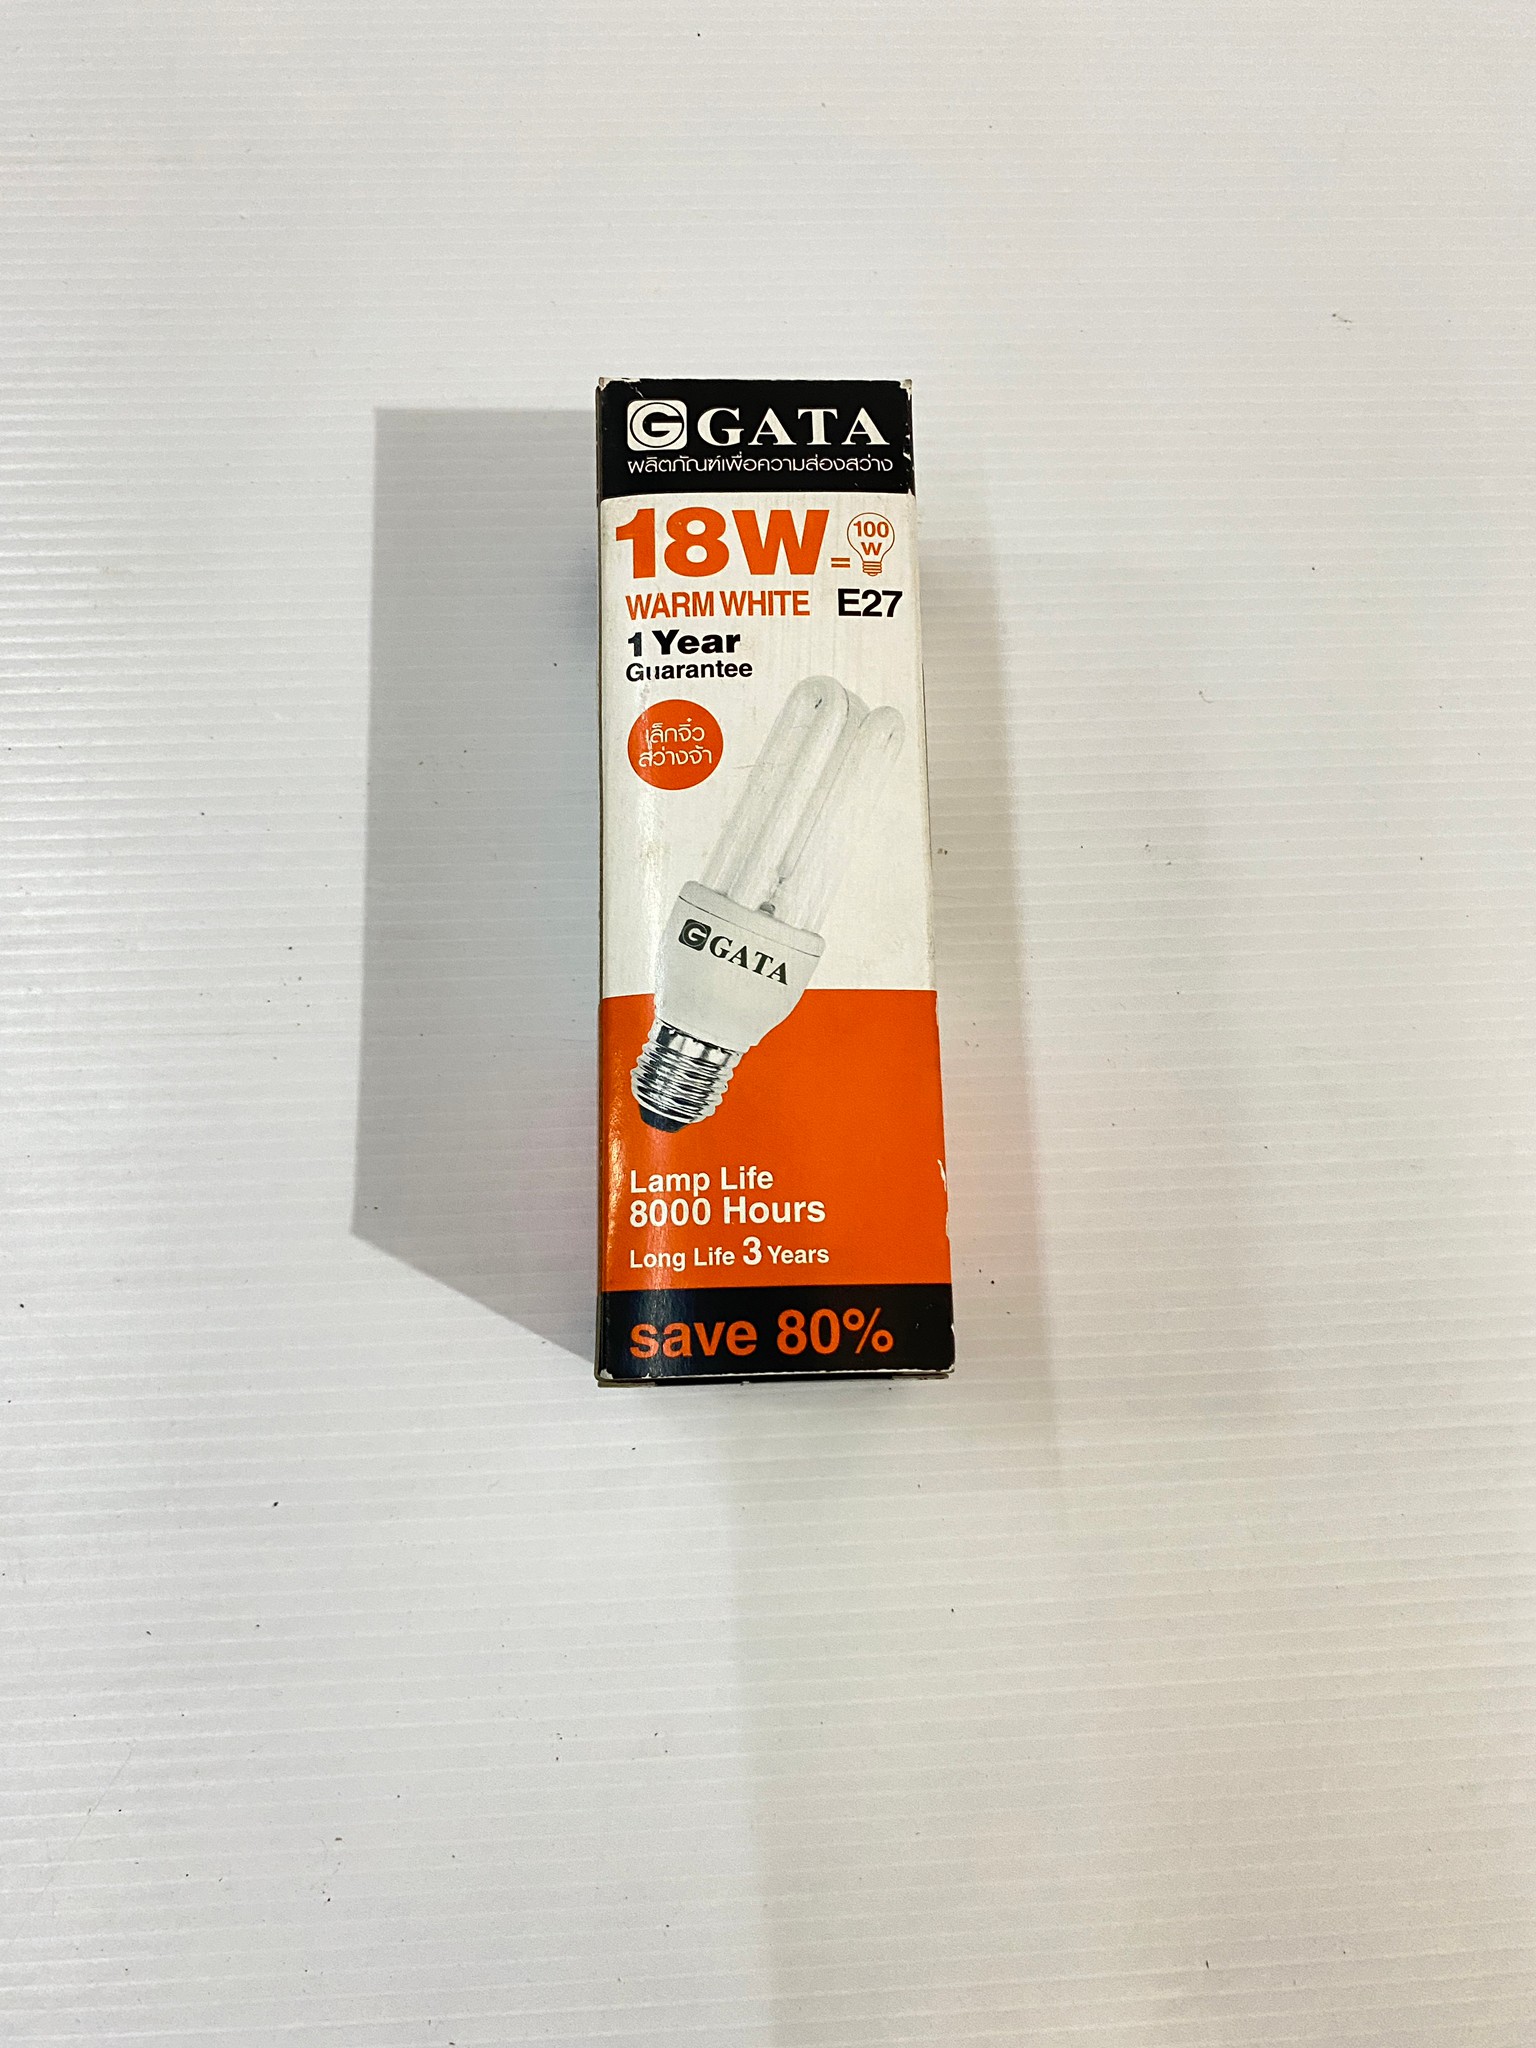 G GATA
ผลิตภัณฑ์เพื่อความส่องสว่าง
18W = 100 W
WARM WHITE E27
1 Year
Guarantee
เล็กจิ๋ว
สว่างจ้า
G GATA
Lamp Life
8000 Hours
Long Life 3 Years
save 80%